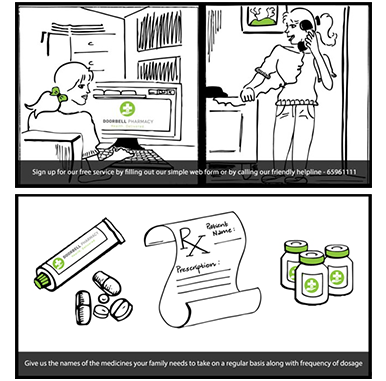 DOORBELL PHARMACY
Sign up for our free service by filling out our simple web form or by calling our friendly helpline - 65961111
DOORBELL PHARMACY
Rx
Patient
Name:
Prescription:
Give us the names of the medicines your family needs to take on a regular basis along with frequency of dosage